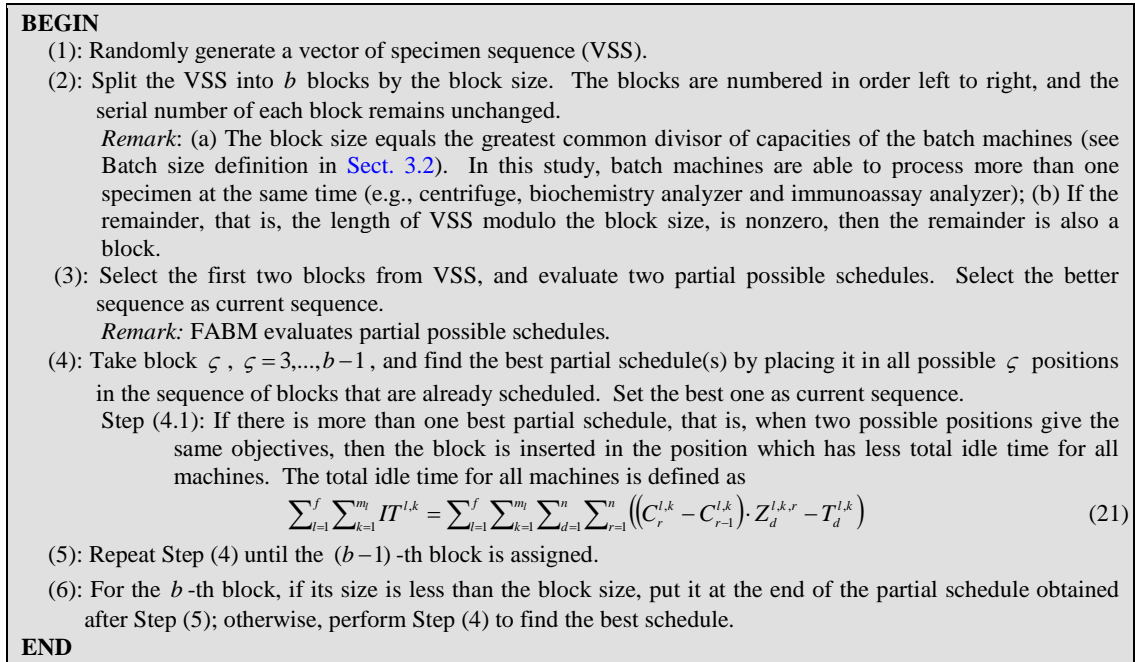 BEGIN
(1): Randomly generate a vector of specimen sequence (VSS).
(2): Split the VSS into b blocks by the block size. The blocks are numbered in order left to right, and the
serial number of each block remains unchanged.
Remark: (a) The block size equals the greatest common divisor of capacities of the batch machines (see
Batch size definition in Sect. 3.2). In this study, batch machines are able to process more than one
specimen at the same time (e.g., centrifuge, biochemistry analyzer and immunoassay analyzer); (b) If the
remainder, that is, the length of VSS modulo the block size, is nonzero, then the remainder is also a
block.
(3): Select the first two blocks from VSS, and evaluate two partial possible schedules. Select the better
sequence as current sequence.
Remark: FABM evaluates partial possible schedules.
(4): Take block ς , ς = 3,...,b −1 , and find the best partial schedule(s) by placing it in all possible ς positions
in the sequence of blocks that are already scheduled. Set the best one as current sequence.
Step (4.1): If there is more than one best partial schedule, that is, when two possible positions give the
same objectives, then the block is inserted in the position which has less total idle time for all
machines. The total idle time for all machines is defined as
∑_{l=1}^{f} ∑_{k=1}^{m_l} IT^{l,k} = ∑_{l=1}^{f} ∑_{k=1}^{m_l} ∑_{d=1}^{n} ∑_{r=1}^{n} ((C_r^{l,k} − C_{r−1}^{l,k}) · Z_d^{l,k,r} − T_d^{l,k}) (21)
(5): Repeat Step (4) until the (b −1) -th block is assigned.
(6): For the b -th block, if its size is less than the block size, put it at the end of the partial schedule obtained
after Step (5); otherwise, perform Step (4) to find the best schedule.
END